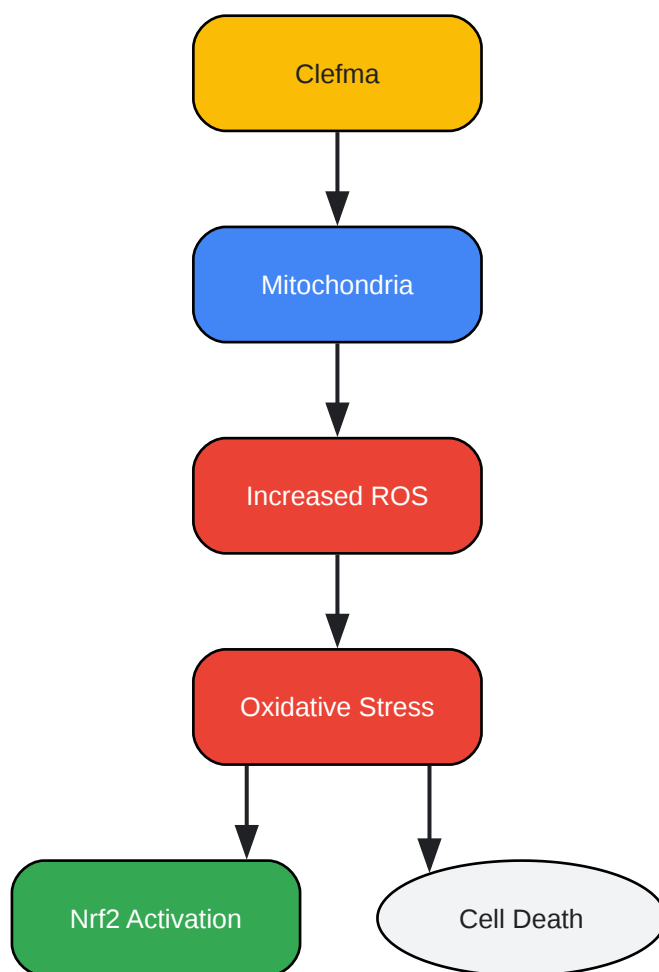 Clefma
Mitochondria
Increased ROS
Oxidative Stress
Nrf2 Activation
Cell Death